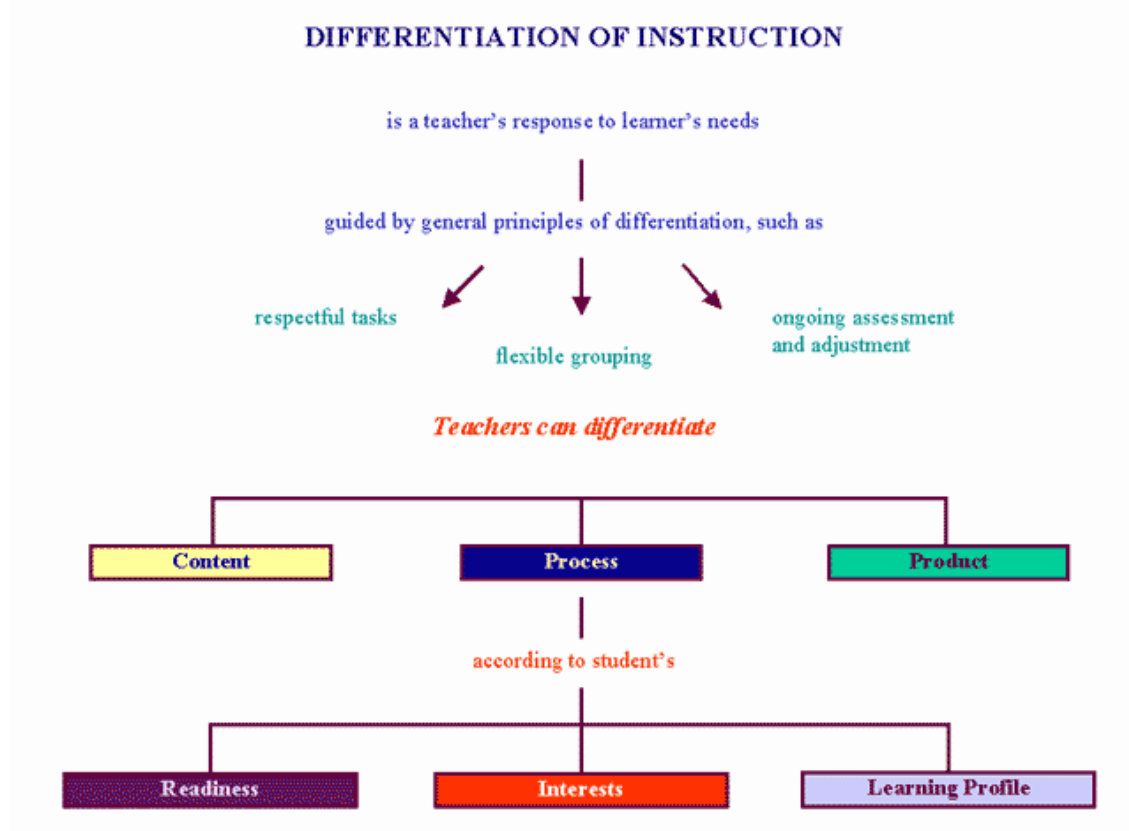 DIFFERENTIATION OF INSTRUCTION
is a teacher's response to learner's needs
guided by general principles of differentiation, such as
respectful tasks
flexible grouping
ongoing assessment
and adjustment
Teachers can differentiate
Content
Process
Product
according to student's
Readiness
Interests
Learning Profile